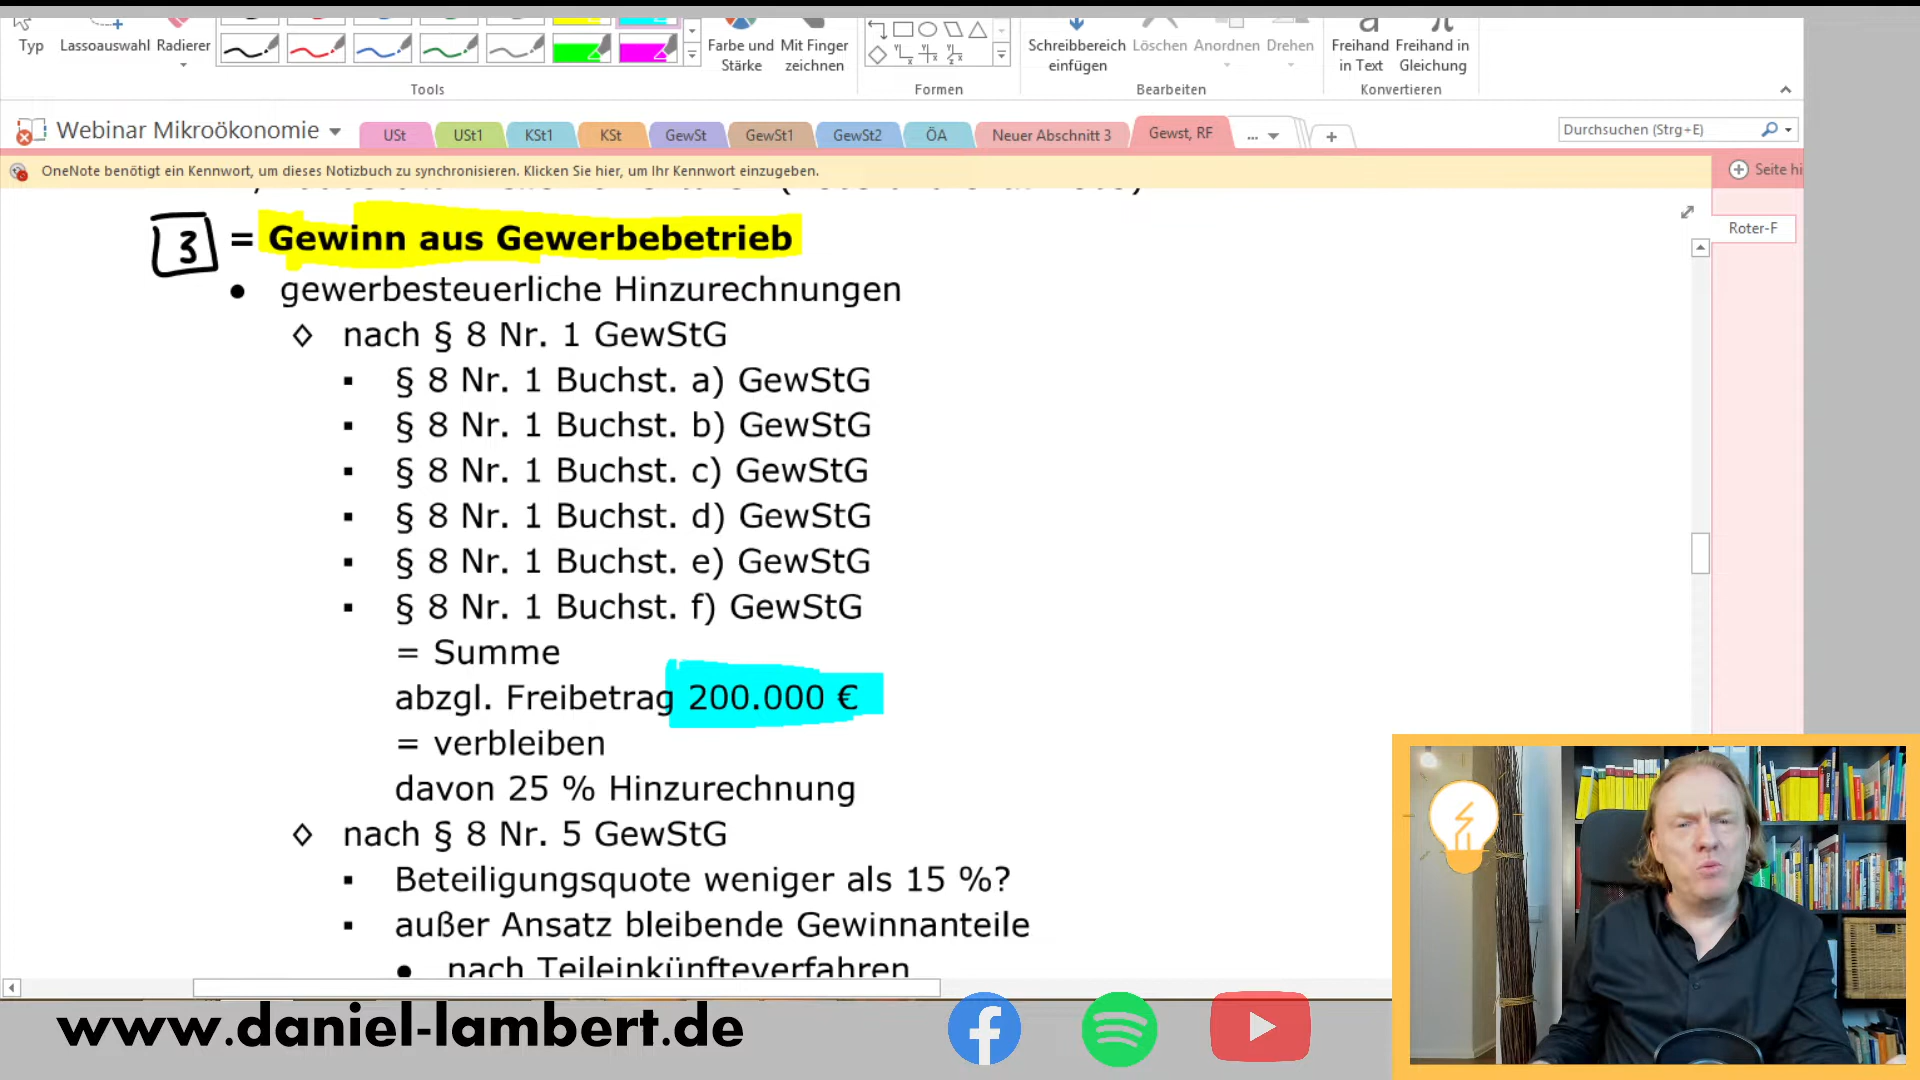 Typ
Lassoauswahl
Radierer
Farbe und Stärke
Mit Finger zeichnen
Schreibbereich einfügen
Löschen
Anordnen
Drehen
Freihand in Text
Freihand in Gleichung
Tools
Formen
Bearbeiten
Konvertieren
Webinar Mikroökonomie
USt
USt1
KSt1
KSt
GewSt
GewSt1
GewSt2
ÖA
Neuer Abschnitt 3
Gewst, RF
...
Durchsuchen (Strg+E)
OneNote benötigt ein Kennwort, um dieses Notizbuch zu synchronisieren. Klicken Sie hier, um Ihr Kennwort einzugeben.
Seite hi
Roter-F
3 = Gewinn aus Gewerbebetrieb
• gewerbesteuerliche Hinzurechnungen
◊ nach § 8 Nr. 1 GewStG
▪ § 8 Nr. 1 Buchst. a) GewStG
▪ § 8 Nr. 1 Buchst. b) GewStG
▪ § 8 Nr. 1 Buchst. c) GewStG
▪ § 8 Nr. 1 Buchst. d) GewStG
▪ § 8 Nr. 1 Buchst. e) GewStG
▪ § 8 Nr. 1 Buchst. f) GewStG
= Summe
abzgl. Freibetrag 200.000 €
= verbleiben
davon 25 % Hinzurechnung
◊ nach § 8 Nr. 5 GewStG
▪ Beteiligungsquote weniger als 15 %?
▪ außer Ansatz bleibende Gewinnanteile
• nach Teileinkünfteverfahren
www.daniel-lambert.de